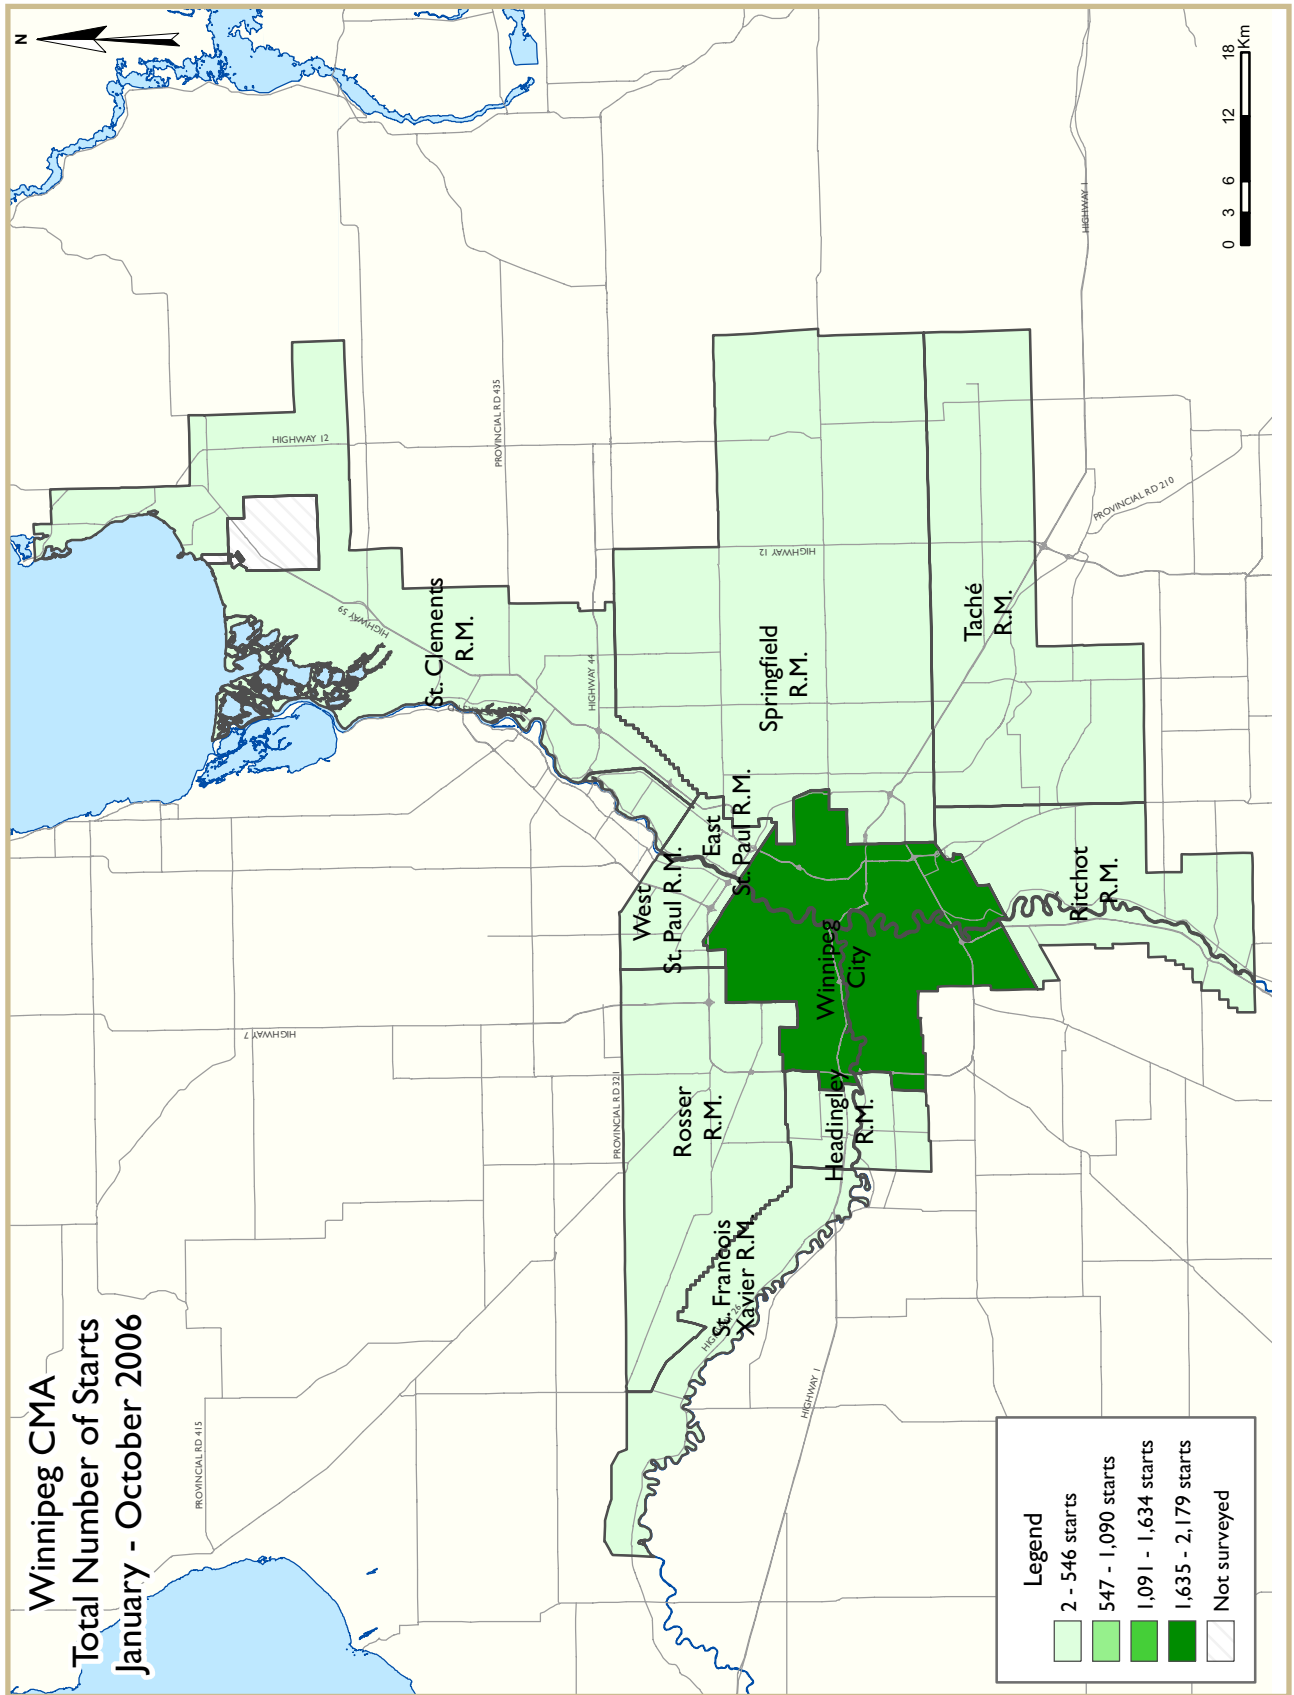 Winnipeg CMA
Total Number of Starts
January - October 2006
N
HIGHWAY 12
PROVINCIAL RD 435
HIGHWAY 1
HIGHWAY 59
St. Clements
R.M.
HIGHWAY 44
HIGHWAY 12
PROVINCIAL RD 210
Springfield
R.M.
Taché
R.M.
East
St. Paul R.M.
West
St. Paul R.M.
Ritchot
R.M.
Winnipeg
City
HIGHWAY 7
PROVINCIAL RD 321
Rosser
R.M.
Headingley
R.M.
St. Francois
Xavier R.M.
HIGHWAY 26
HIGHWAY 1
PROVINCIAL RD 415
0 3 6 12 18
Km
Legend
2 - 546 starts
547 - 1,090 starts
1,091 - 1,634 starts
1,635 - 2,179 starts
Not surveyed